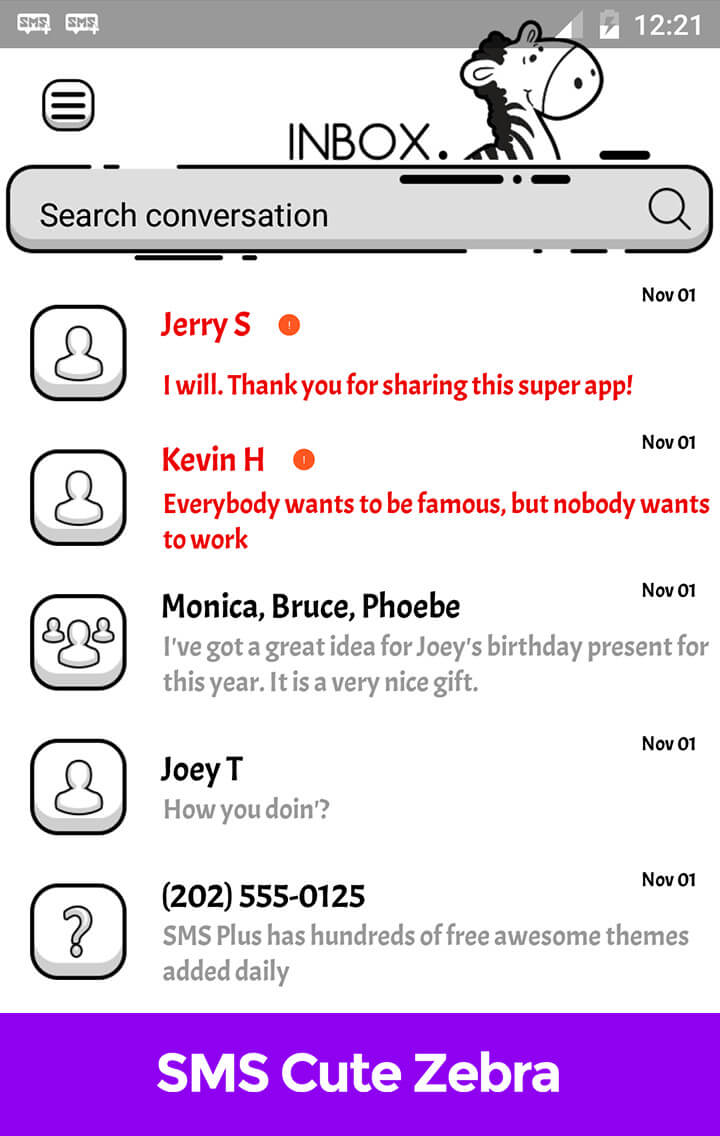 SMS SMS 12:21
INBOX.
Search conversation
Nov 01
Jerry S !
I will. Thank you for sharing this super app!
Nov 01
Kevin H !
Everybody wants to be famous, but nobody wants
to work
Nov 01
Monica, Bruce, Phoebe
I've got a great idea for Joey's birthday present for
this year. It is a very nice gift.
Nov 01
Joey T
How you doin'?
Nov 01
?
(202) 555-0125
SMS Plus has hundreds of free awesome themes
added daily
SMS Cute Zebra